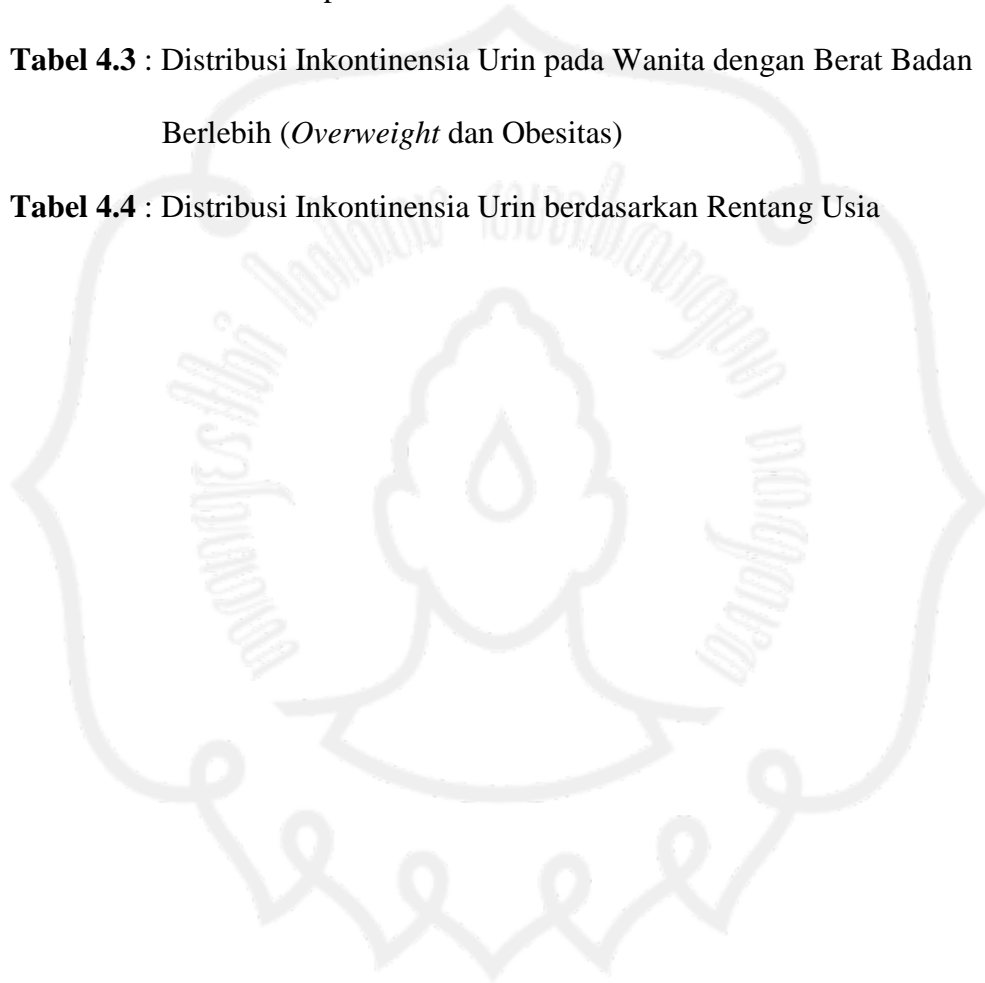 Tabel 4.3 : Distribusi Inkontinensia Urin pada Wanita dengan Berat Badan
Berlebih (Overweight dan Obesitas)
Tabel 4.4 : Distribusi Inkontinensia Urin berdasarkan Rentang Usia